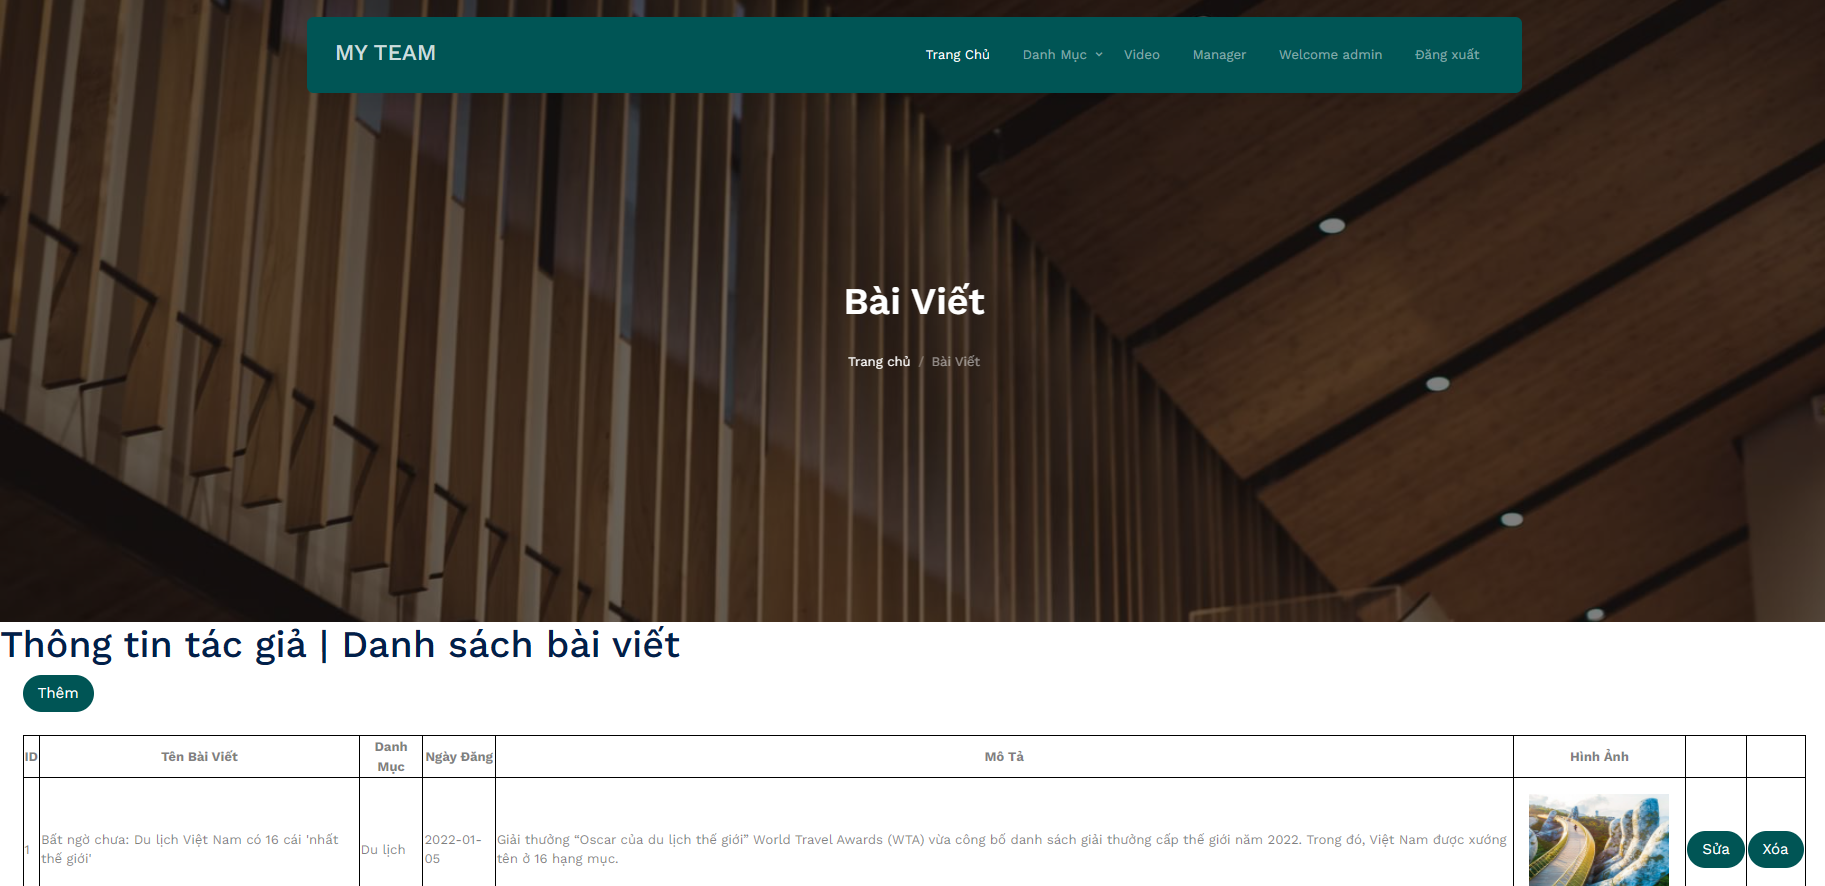 MY TEAM
Trang Chủ Danh Mục Video Manager Welcome admin Đăng xuất
Bài Viết
Trang chủ / Bài Viết
Thông tin tác giả | Danh sách bài viết
Thêm
ID Tên Bài Viết Danh Mục Ngày Đăng Mô Tả Hình Ảnh
1
Bất ngờ chưa: Du lịch Việt Nam có 16 cái 'nhất
thế giới'
Du lịch
2022-01-
05
Giải thưởng “Oscar của du lịch thế giới” World Travel Awards (WTA) vừa công bố danh sách giải thưởng cấp thế giới năm 2022. Trong đó, Việt Nam được xướng
tên ở 16 hạng mục.
Sửa
Xóa